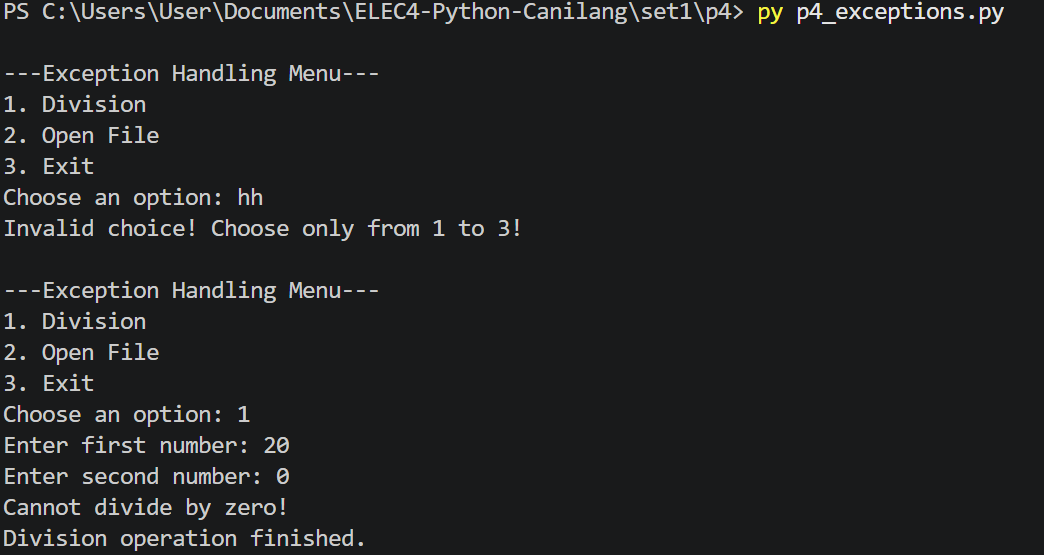 PS C:\Users\User\Documents\ELEC4-Python-Canilang\set1\p4> py p4_exceptions.py
---Exception Handling Menu---
1. Division
2. Open File
3. Exit
Choose an option: hh
Invalid choice! Choose only from 1 to 3!
---Exception Handling Menu---
1. Division
2. Open File
3. Exit
Choose an option: 1
Enter first number: 20
Enter second number: 0
Cannot divide by zero!
Division operation finished.